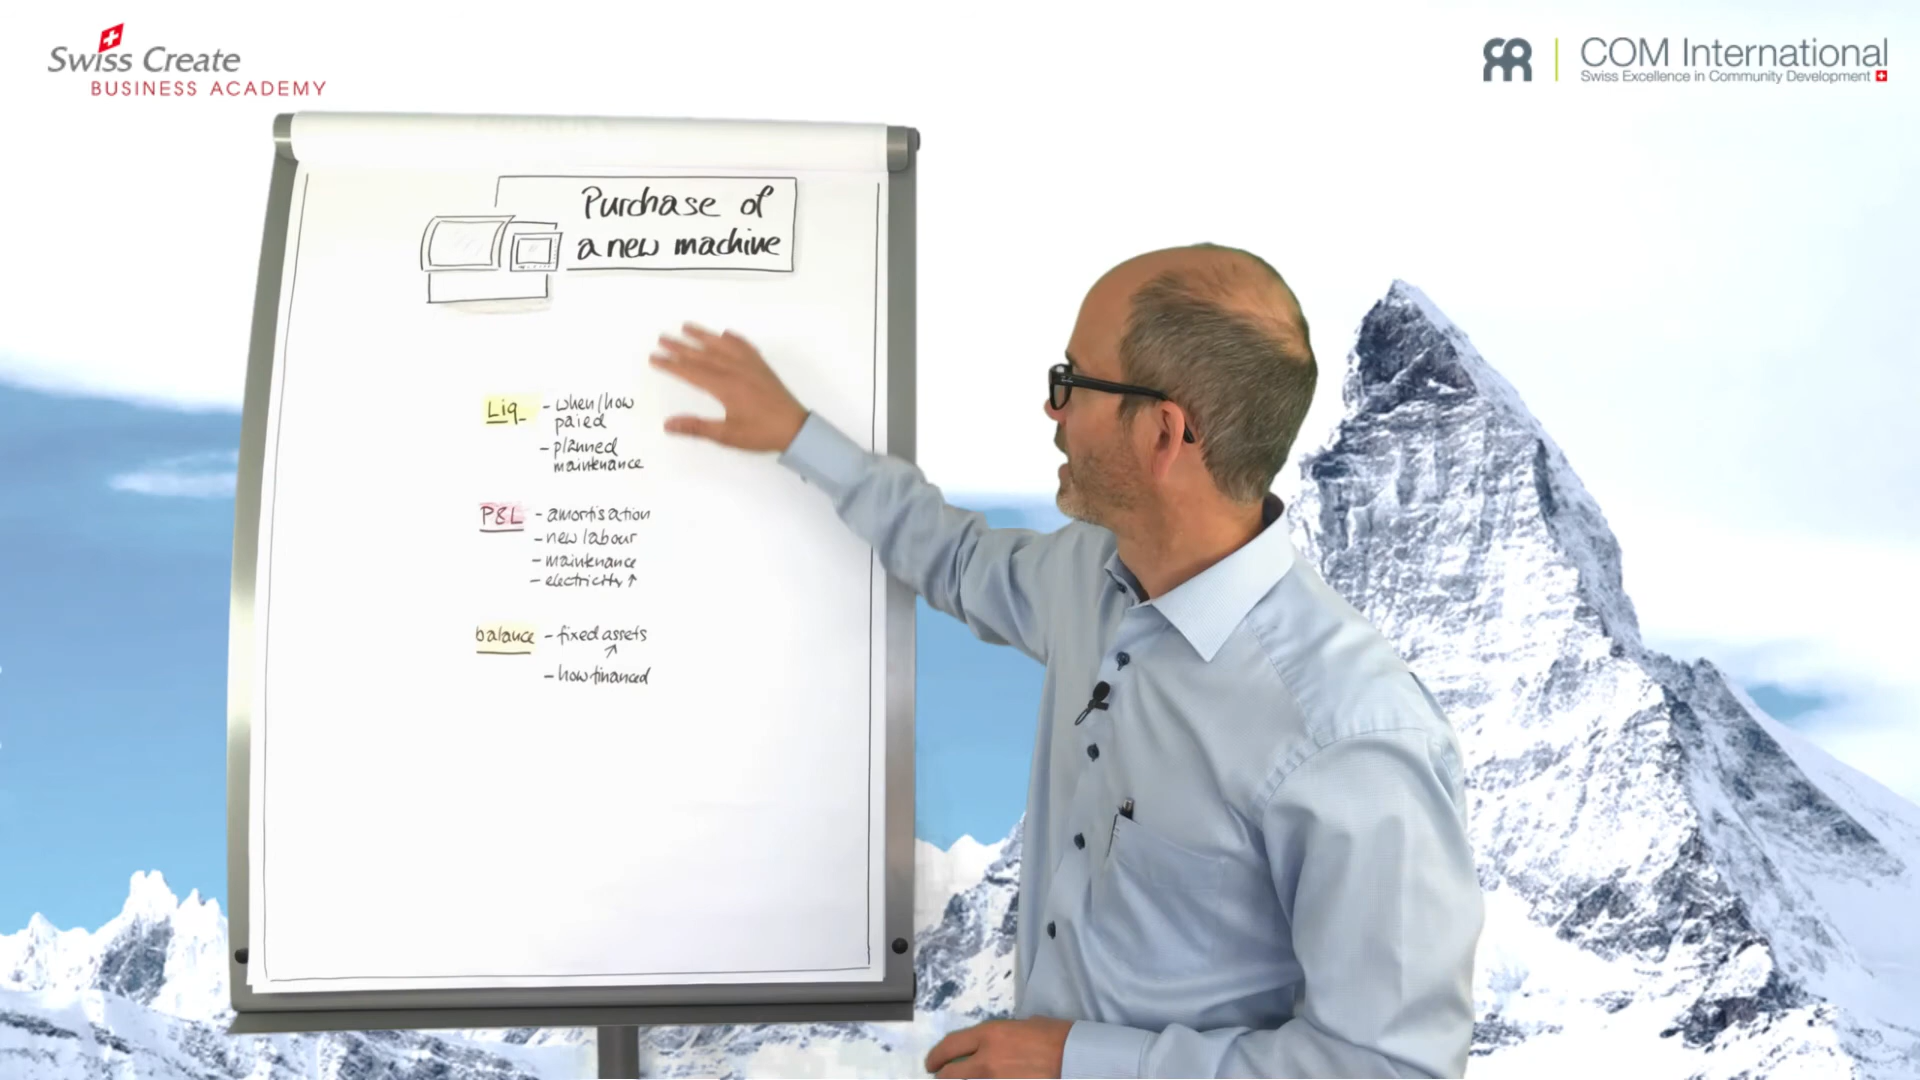 Swiss Create
BUSINESS ACADEMY
COM International
Swiss Excellence in Community Development
Purchase of
a new machine
Liq - when/how
paied
- planned
maintenance
P&L - amortisation
- new labour
- maintenance
- electricity ↑
balance - fixed assets
↗
- how financed